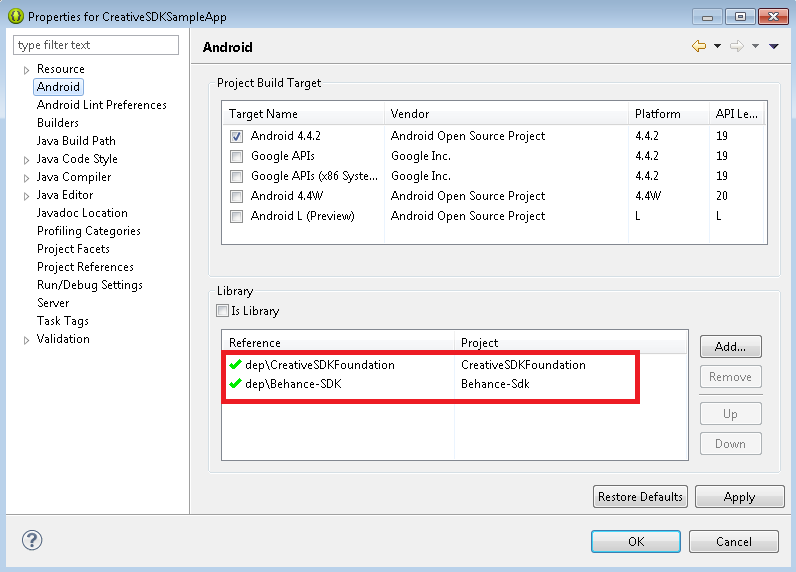 Properties for CreativeSDKSampleApp
type filter text
Resource
Android
Android Lint Preferences
Builders
Java Build Path
Java Code Style
Java Compiler
Java Editor
Javadoc Location
Profiling Categories
Project Facets
Project References
Run/Debug Settings
Server
Task Tags
Validation
Android
Project Build Target
Target Name Vendor Platform API Le...
Android 4.4.2 Android Open Source Project 4.4.2 19
Google APIs Google Inc. 4.4.2 19
Google APIs (x86 Syste... Google Inc. 4.4.2 19
Android 4.4W Android Open Source Project 4.4W 20
Android L (Preview) Android Open Source Project L L
Library
Is Library
Reference Project
dep\CreativeSDKFoundation CreativeSDKFoundation
dep\Behance-SDK Behance-Sdk
Add...
Remove
Up
Down
Restore Defaults Apply
? OK Cancel